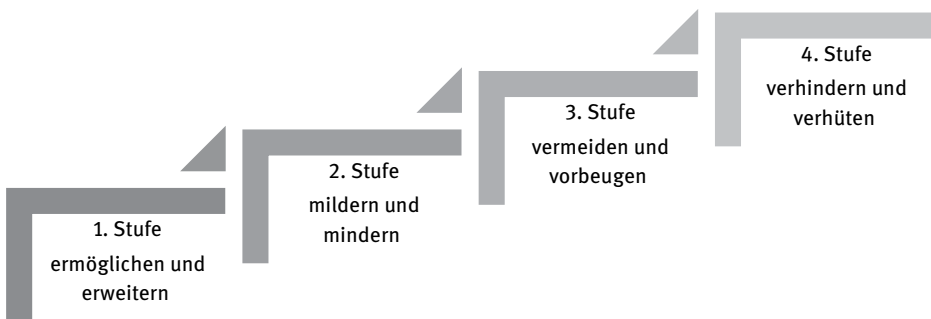 1. Stufe
ermöglichen und
erweitern
2. Stufe
mildern und
mindern
3. Stufe
vermeiden und
vorbeugen
4. Stufe
verhindern und
verhüten